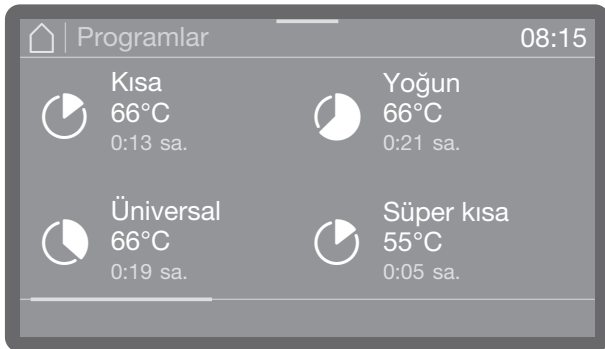 Programlar 08:15
Kısa
66°C
0:13 sa.
Yoğun
66°C
0:21 sa.
Üniversal
66°C
0:19 sa.
Süper kısa
55°C
0:05 sa.